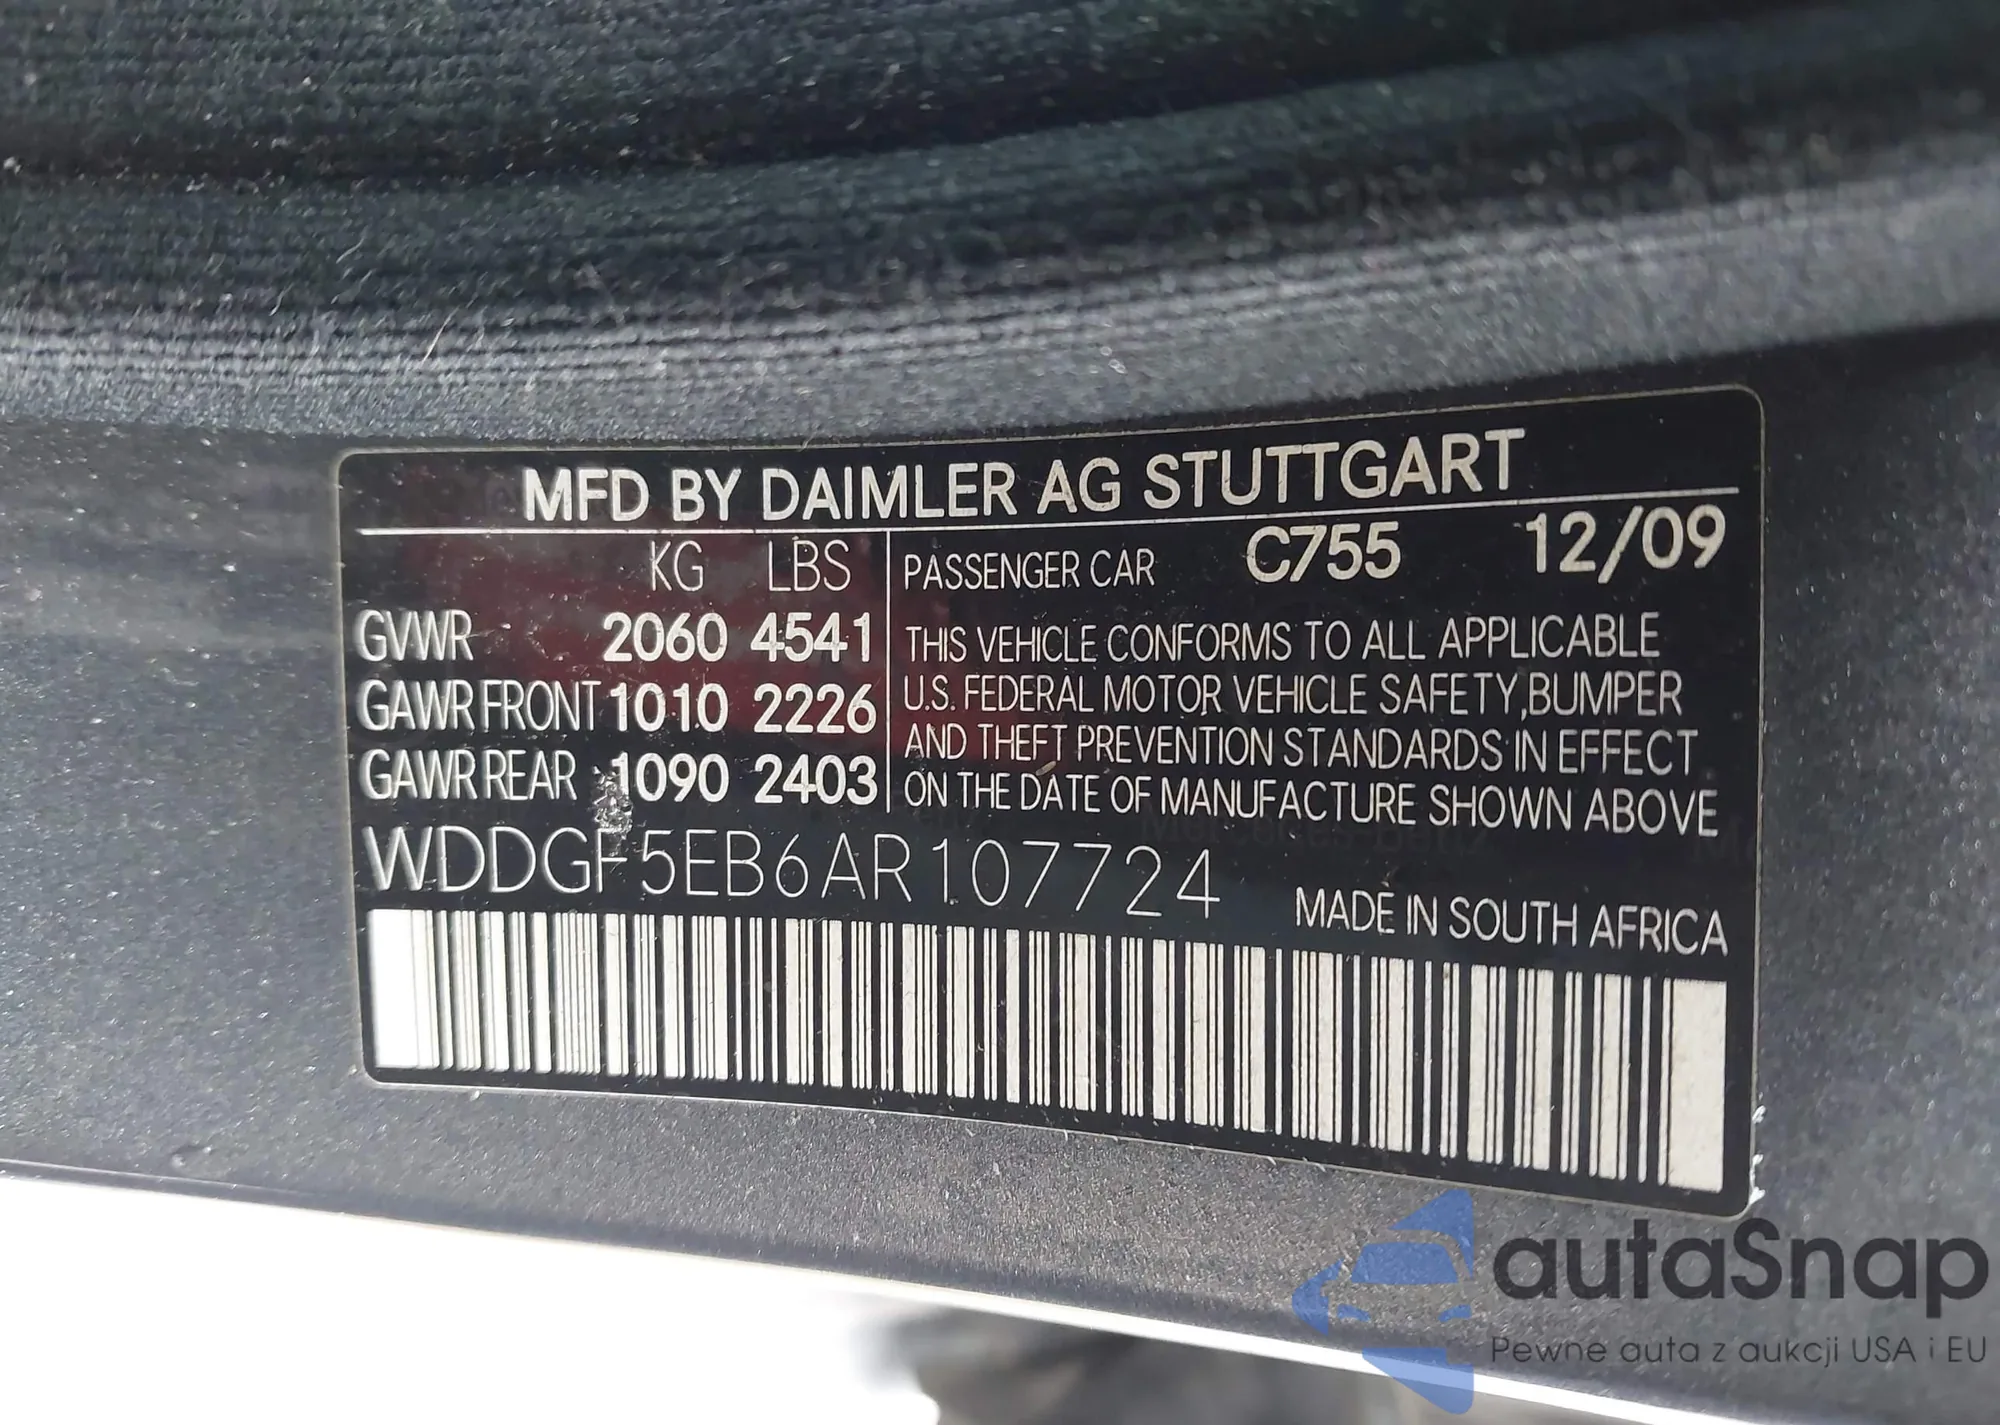 MFD BY DAIMLER AG STUTTGART
KG LBS
GVWR 2060 4541
GAWR FRONT 1010 2226
GAWR REAR 1090 2403
PASSENGER CAR C755 12/09
THIS VEHICLE CONFORMS TO ALL APPLICABLE
U.S. FEDERAL MOTOR VEHICLE SAFETY,BUMPER
AND THEFT PREVENTION STANDARDS IN EFFECT
ON THE DATE OF MANUFACTURE SHOWN ABOVE
WDDGF5EB6AR107724
MADE IN SOUTH AFRICA
autaSnap
Pewne auta z aukcji USA i EU